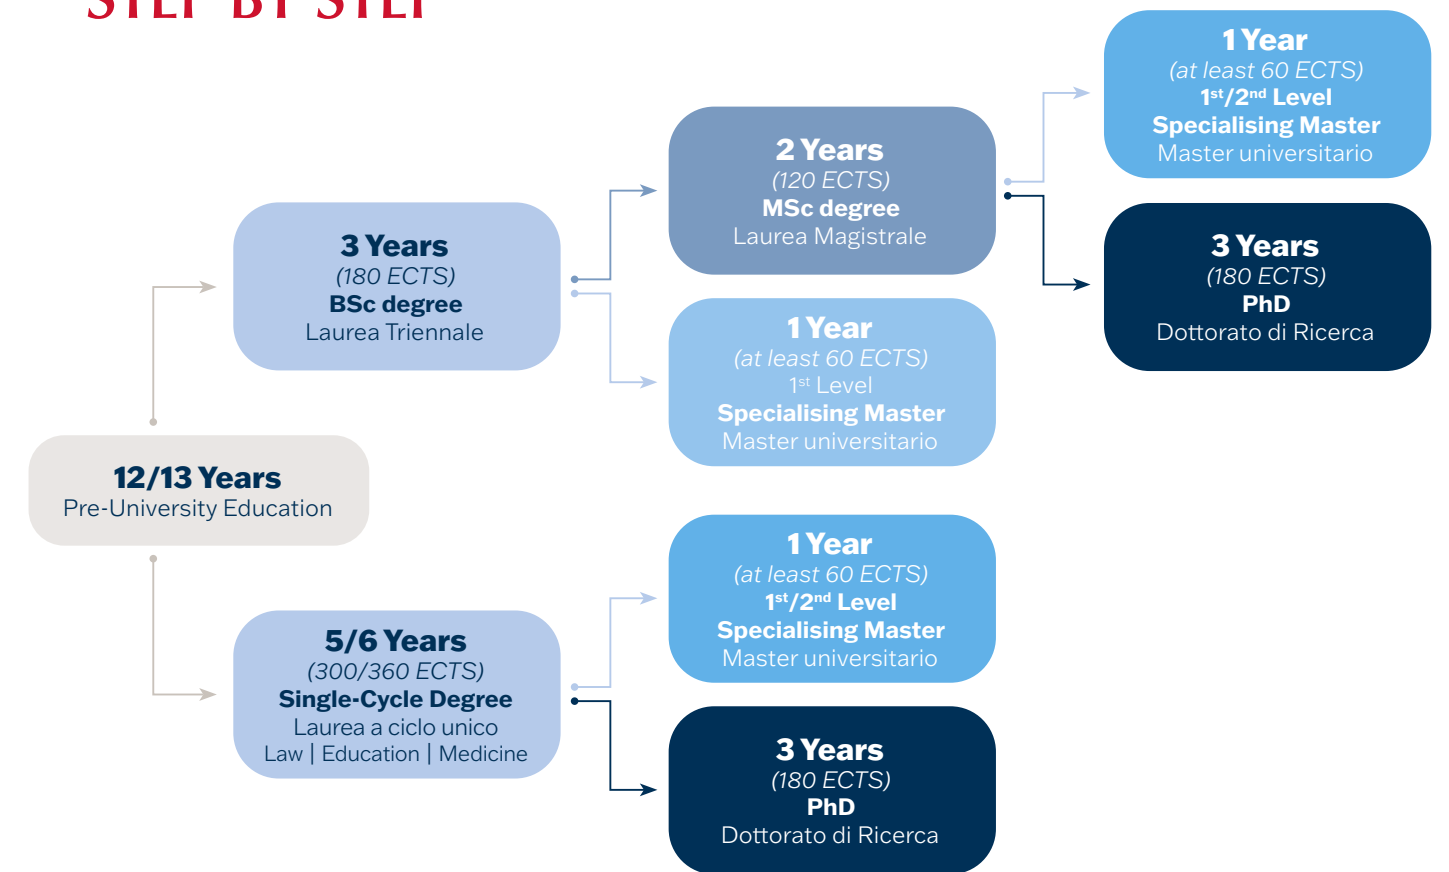 STEP BY STEP
1 Year
(at least 60 ECTS)
1st/2nd Level
Specialising Master
Master universitario
2 Years
(120 ECTS)
MSc degree
Laurea Magistrale
3 Years
(180 ECTS)
BSc degree
Laurea Triennale
3 Years
(180 ECTS)
PhD
Dottorato di Ricerca
1 Year
(at least 60 ECTS)
1st Level
Specialising Master
Master universitario
12/13 Years
Pre-University Education
1 Year
(at least 60 ECTS)
1st/2nd Level
Specialising Master
Master universitario
5/6 Years
(300/360 ECTS)
Single-Cycle Degree
Laurea a ciclo unico
Law | Education | Medicine
3 Years
(180 ECTS)
PhD
Dottorato di Ricerca